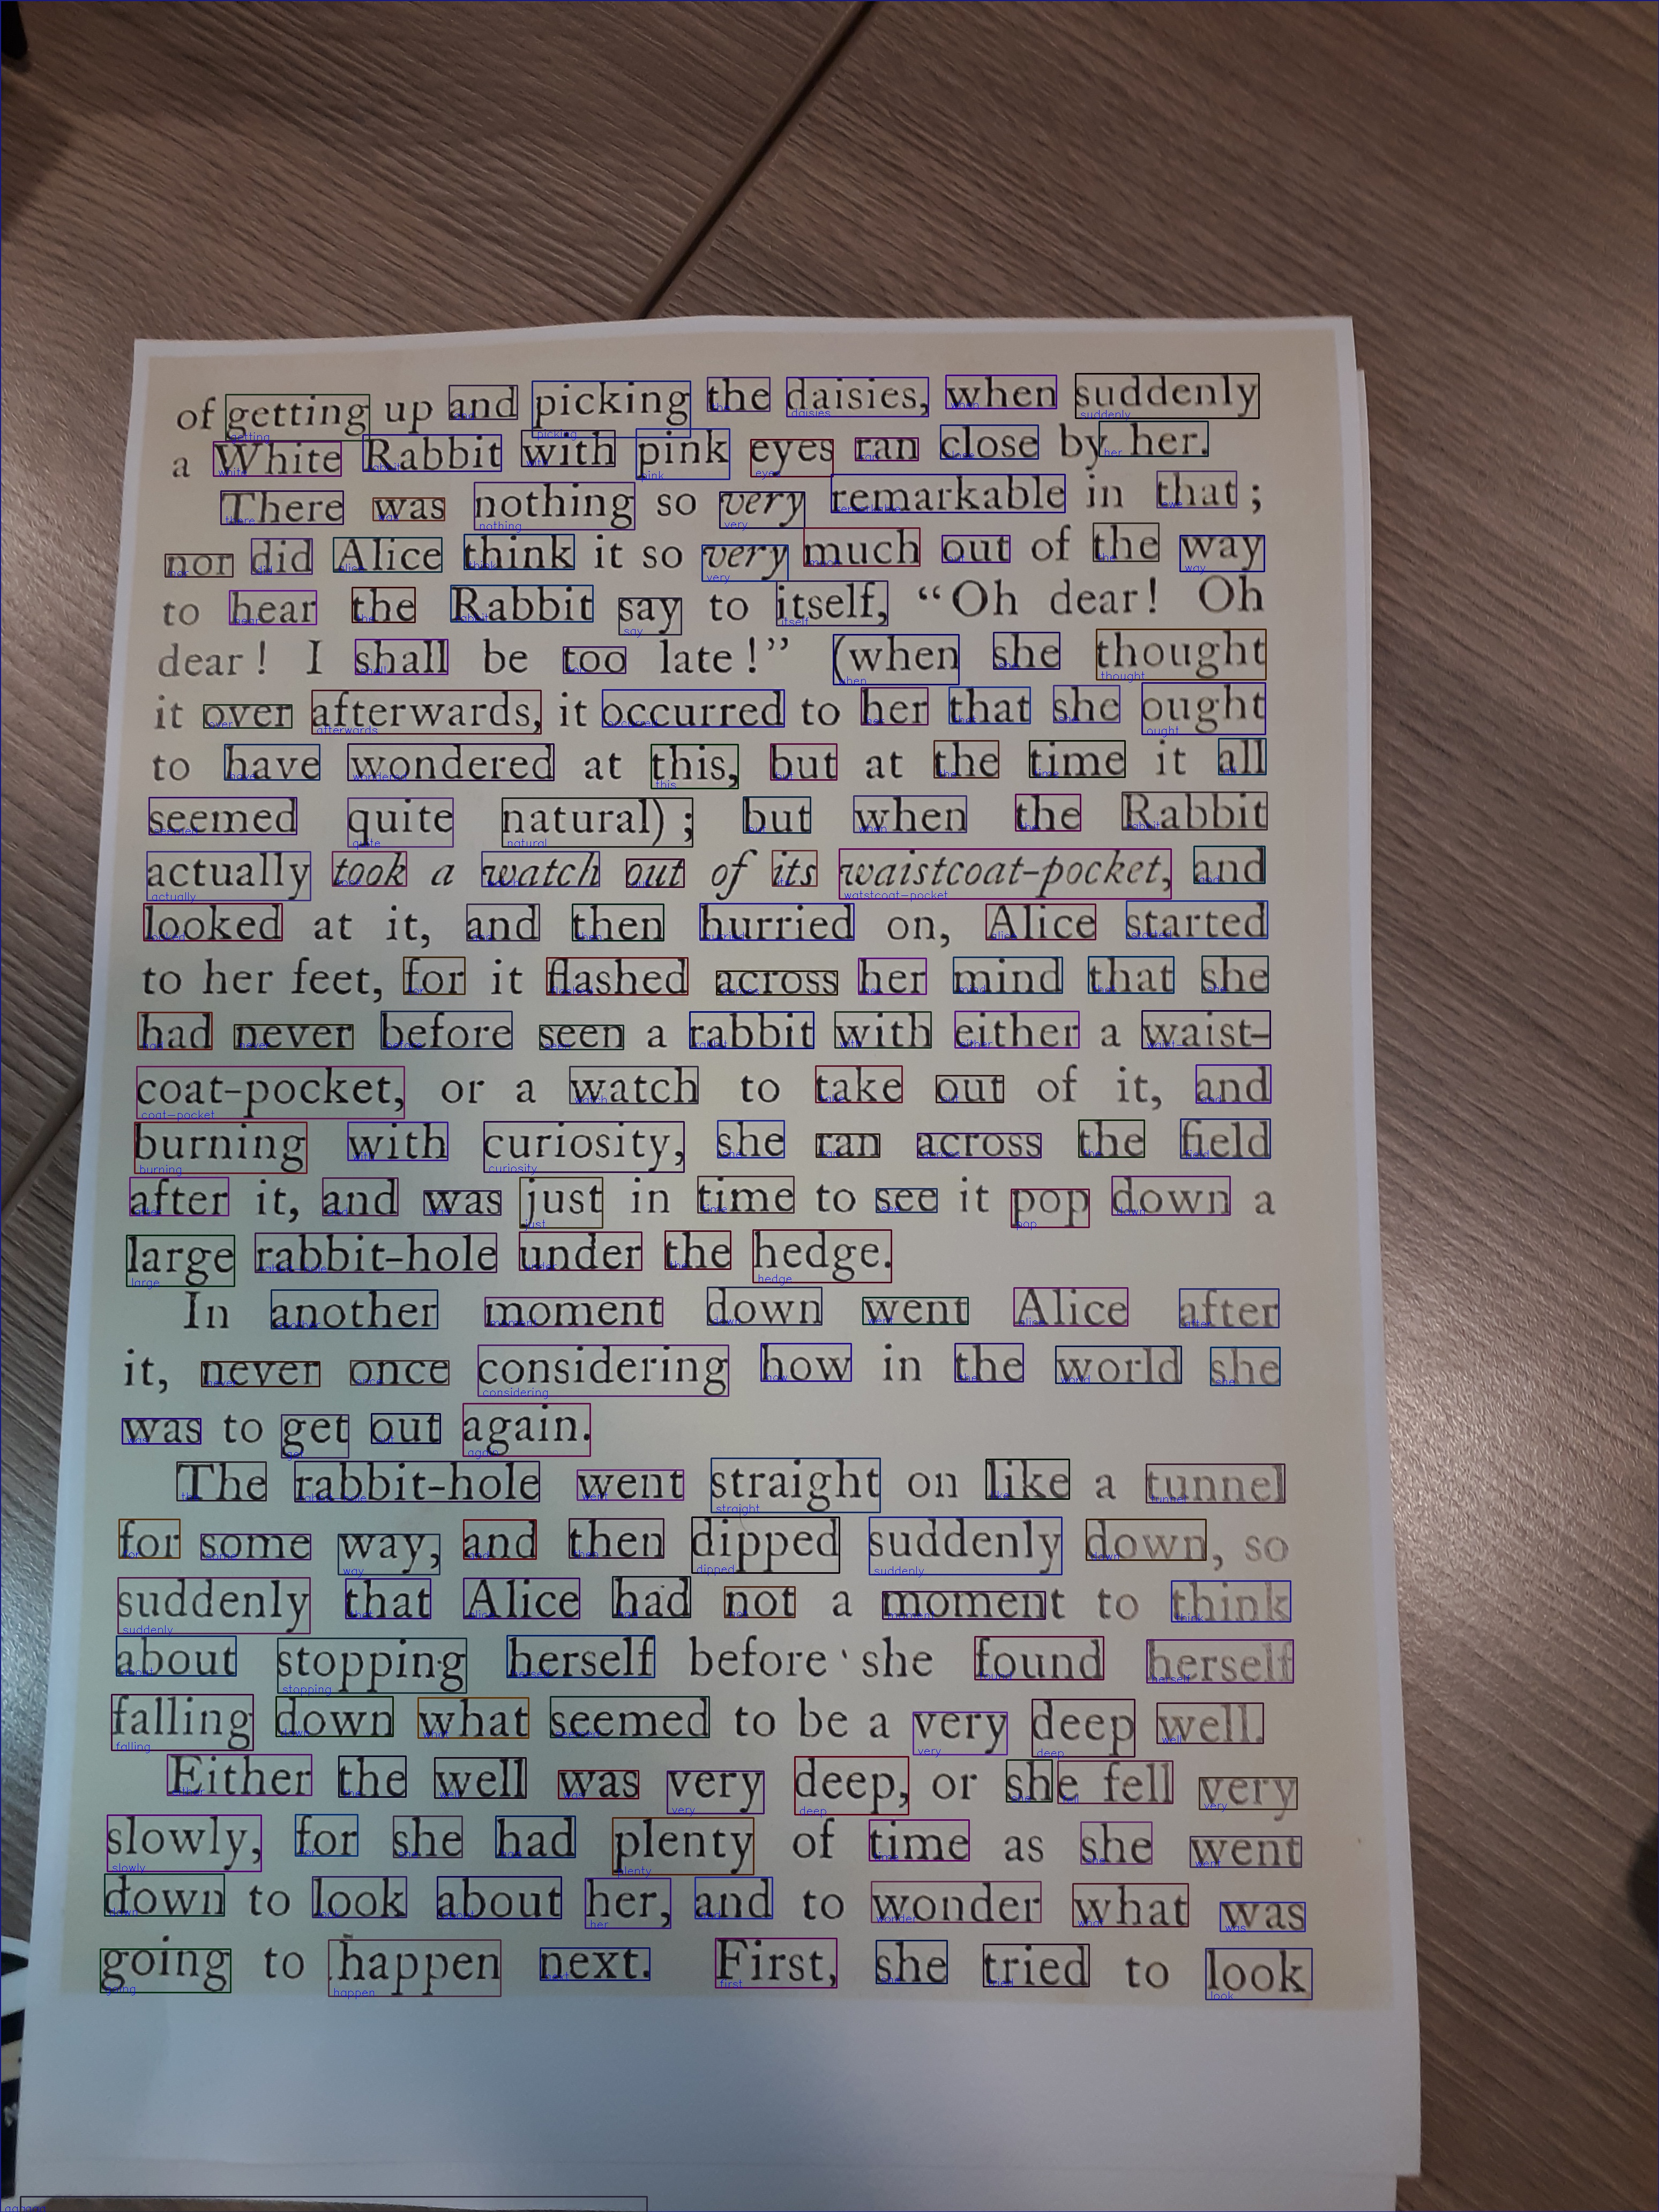 of getting up and picking the daisies, when suddenly
a White Rabbit with pink eyes ran close by her.
There was nothing so very remarkable in that ;
nor did Alice think it so very much out of the way
to hear the Rabbit say to itself, “Oh dear! Oh
dear! I shall be too late!” (when she thought
it over afterwards, it occurred to her that she ought
to have wondered at this, but at the time it all
seemed quite natural) ; but when the Rabbit
actually took a watch out of its waistcoat-pocket, and
looked at it, and then hurried on, Alice started
to her feet, for it flashed across her mind that she
had never before seen a rabbit with either a waist-
coat-pocket, or a watch to take out of it, and
burning with curiosity, she ran across the field
after it, and was just in time to see it pop down a
large rabbit-hole under the hedge.
In another moment down went Alice after
it, never once considering how in the world she
was to get out again.
The rabbit-hole went straight on like a tunnel
for some way, and then dipped suddenly down, so
suddenly that Alice had not a moment to think
about stopping herself before she found herself
falling down what seemed to be a very deep well.
Either the well was very deep, or she fell very
slowly, for she had plenty of time as she went
down to look about her, and to wonder what was
going to happen next. First, she tried to look